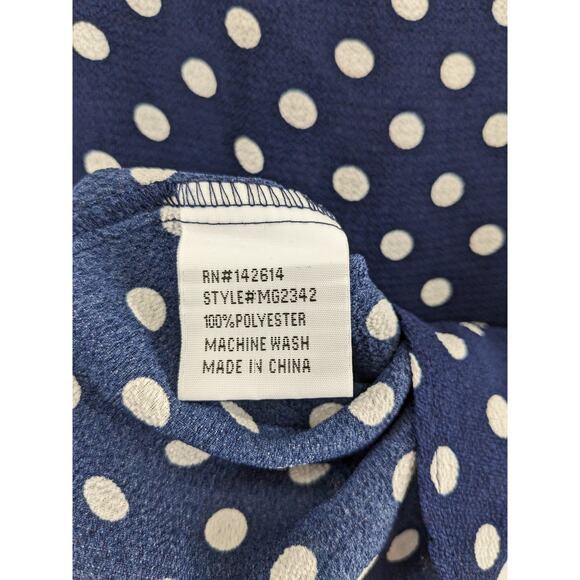 RN#142614
STYLE#MG2342
100%POLYESTER
MACHINE WASH
MADE IN CHINA